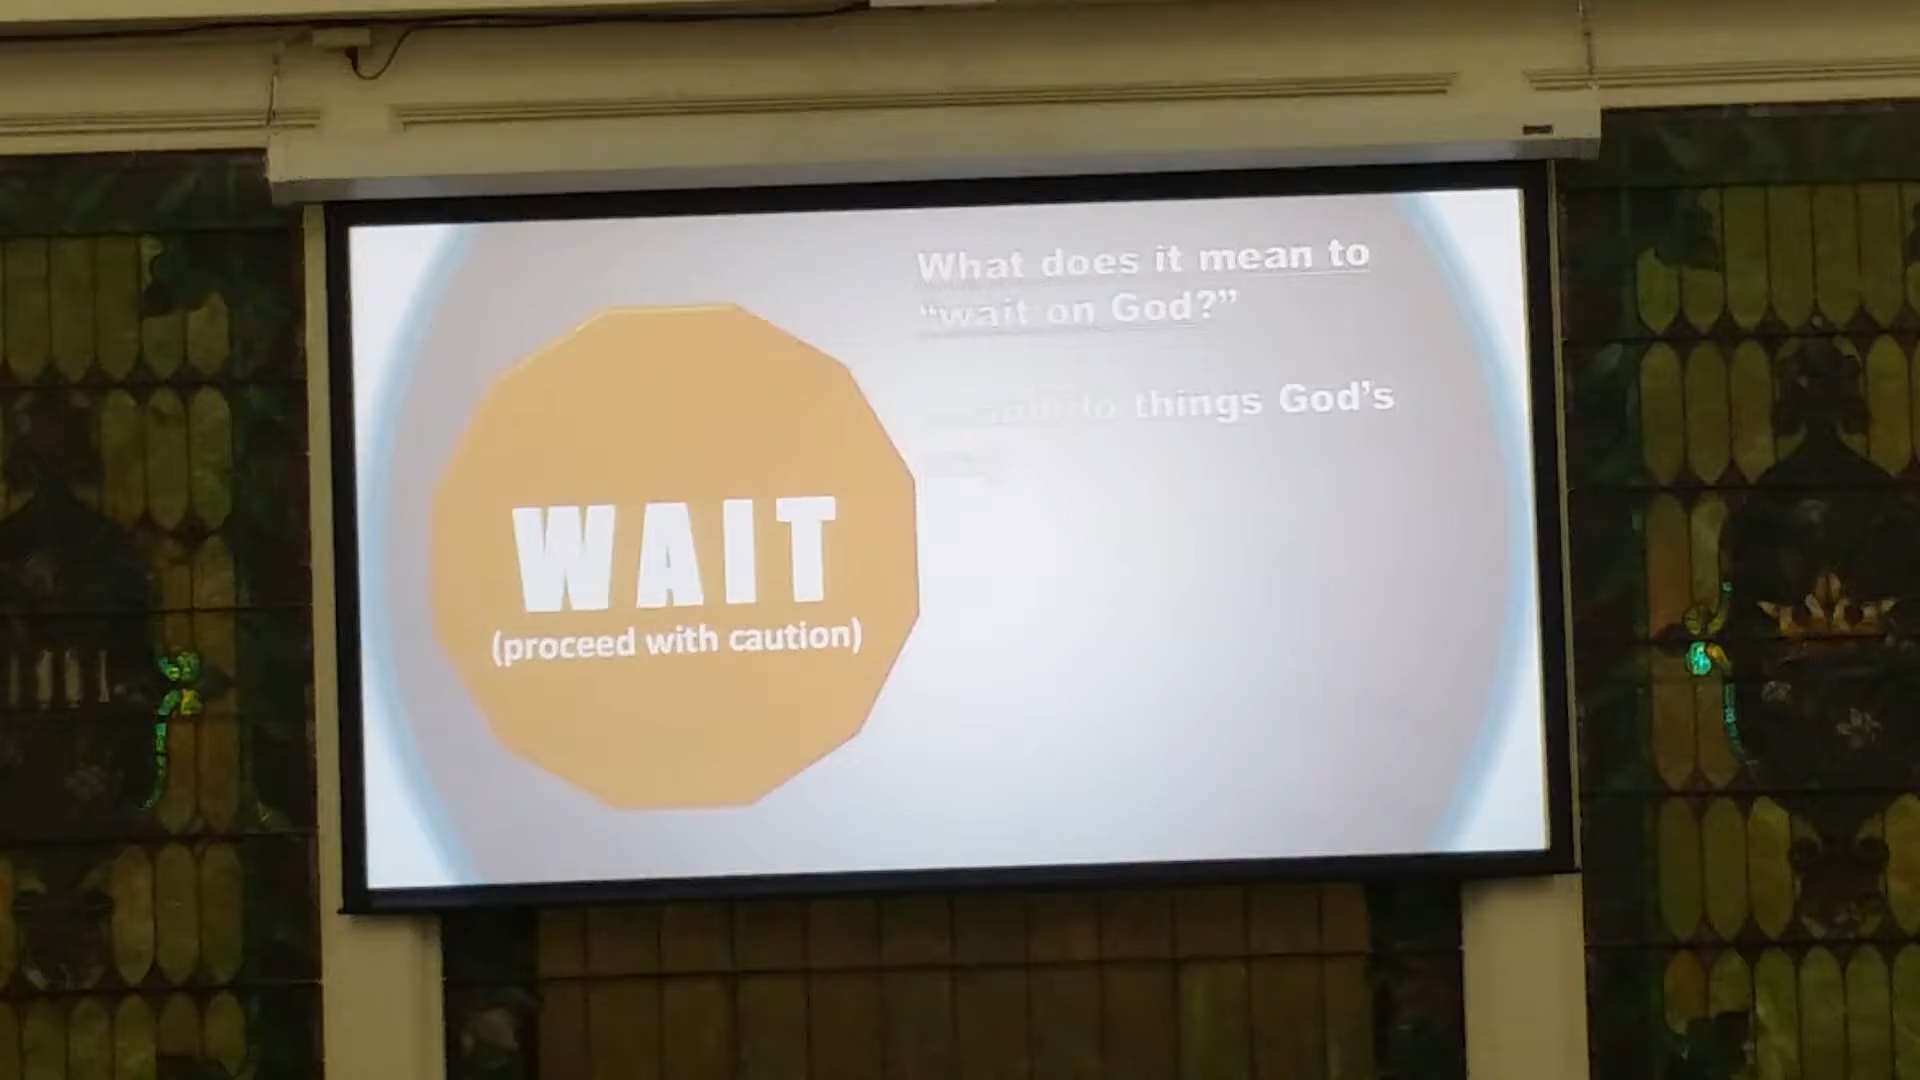 What does it mean to
“wait on God?”
things God’s
WAIT
(proceed with caution)